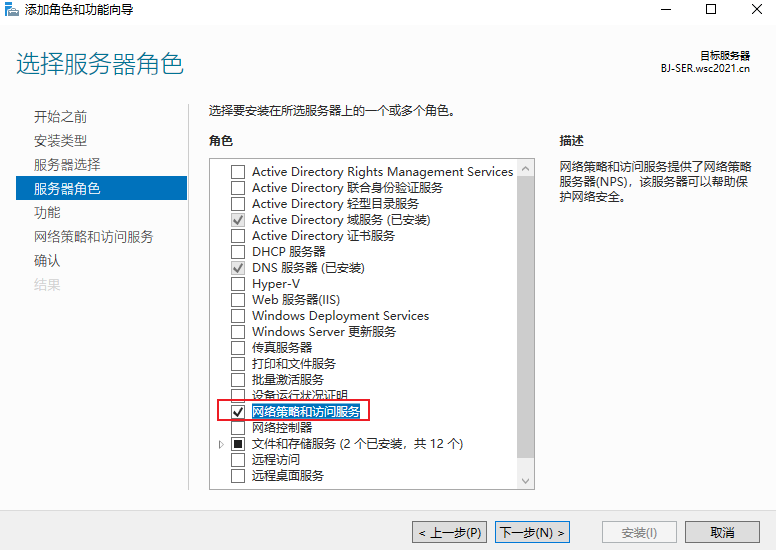 添加角色和功能向导
选择服务器角色
目标服务器
BJ-SER.wsc2021.cn
开始之前
安装类型
服务器选择
服务器角色
功能
网络策略和访问服务
确认
结果
选择要安装在所选服务器上的一个或多个角色。
角色
Active Directory Rights Management Services
Active Directory 联合身份验证服务
Active Directory 轻型目录服务
Active Directory 域服务 (已安装)
Active Directory 证书服务
DHCP 服务器
DNS 服务器 (已安装)
Hyper-V
Web 服务器(IIS)
Windows Deployment Services
Windows Server 更新服务
传真服务器
打印和文件服务
批量激活服务
设备运行状况证明
网络策略和访问服务
网络控制器
文件和存储服务 (2 个已安装，共 12 个)
远程访问
远程桌面服务
描述
网络策略和访问服务提供了网络策略
服务器(NPS)，该服务器可以帮助保
护网络安全。
< 上一步(P)
下一步(N) >
安装(I)
取消